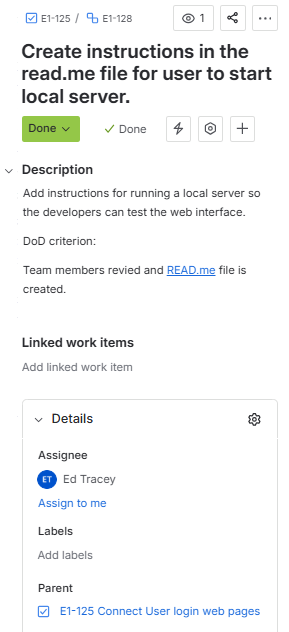 E1-125 / E1-128
1
Create instructions in the
read.me file for user to start
local server.
Done Done
Description
Add instructions for running a local server so
the developers can test the web interface.
DoD criterion:
Team members revied and READ.me file is
created.
Linked work items
Add linked work item
Details
Assignee
ET Ed Tracey
Assign to me
Labels
Add labels
Parent
E1-125 Connect User login web pages